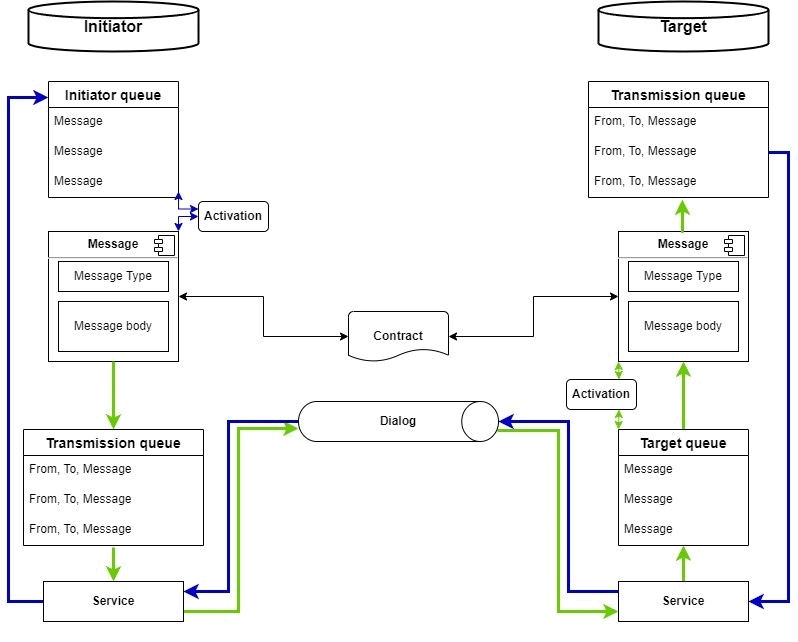 Initiator
Target
Initiator queue
Message
Message
Message
Activation
Message
Message Type
Message body
Transmission queue
From, To, Message
From, To, Message
From, To, Message
Service
Contract
Dialog
Transmission queue
From, To, Message
From, To, Message
From, To, Message
Message
Message Type
Message body
Activation
Target queue
Message
Message
Message
Service